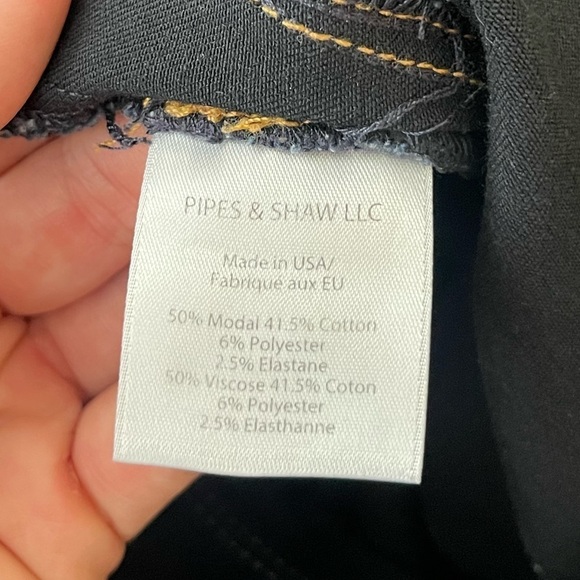 PIPES & SHAW LLC
Made in USA/
Fabrique aux EU
50% Modal 41.5% Cotton
6% Polyester
2.5% Elastane
50% Viscose 41.5% Coton
6% Polyester
2.5% Elasthanne